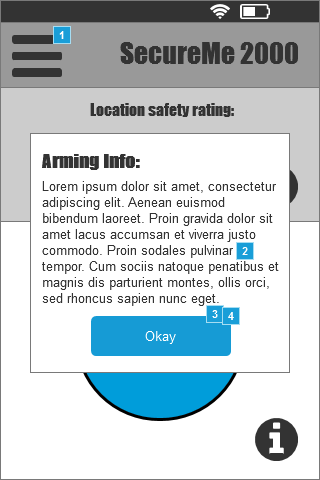 1
SecureMe 2000
Location safety rating:
Arming Info:
Lorem ipsum dolor sit amet, consectetur
adipiscing elit. Aenean euismod
bibendum laoreet. Proin gravida dolor sit
amet lacus accumsan et viverra justo
commodo. Proin sodales pulvinar 2
tempor. Cum sociis natoque penatibus et
magnis dis parturient montes, ollis orci,
sed rhoncus sapien nunc eget.
3 4
Okay
i